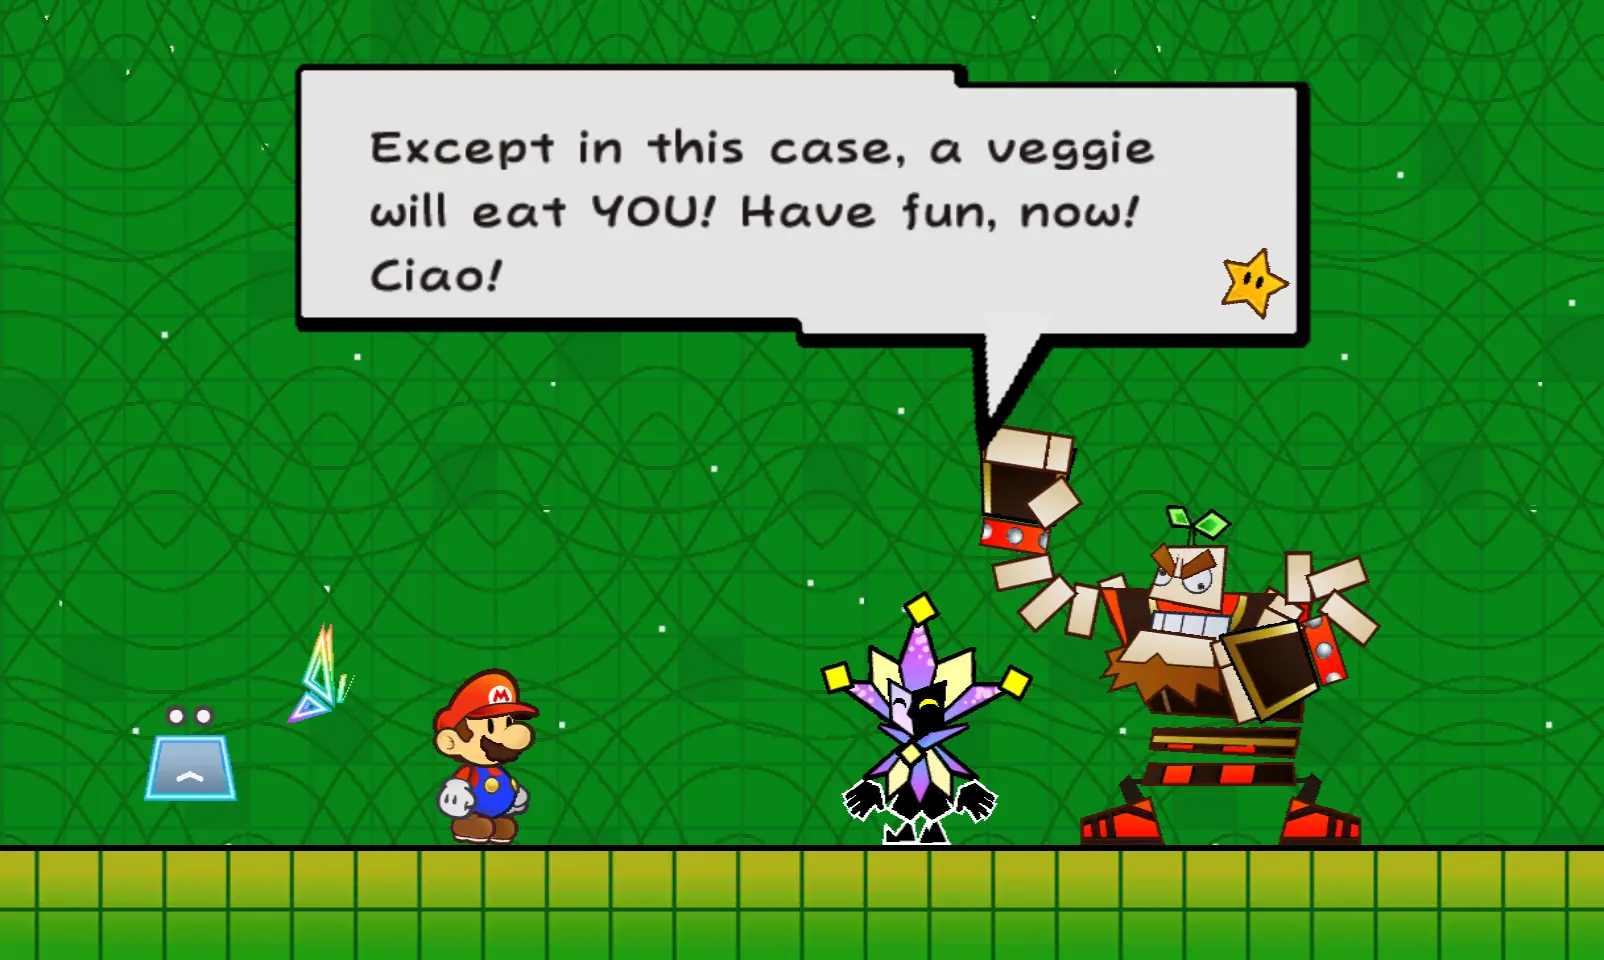 Except in this case, a veggie
will eat YOU! Have fun, now!
Ciao!
M